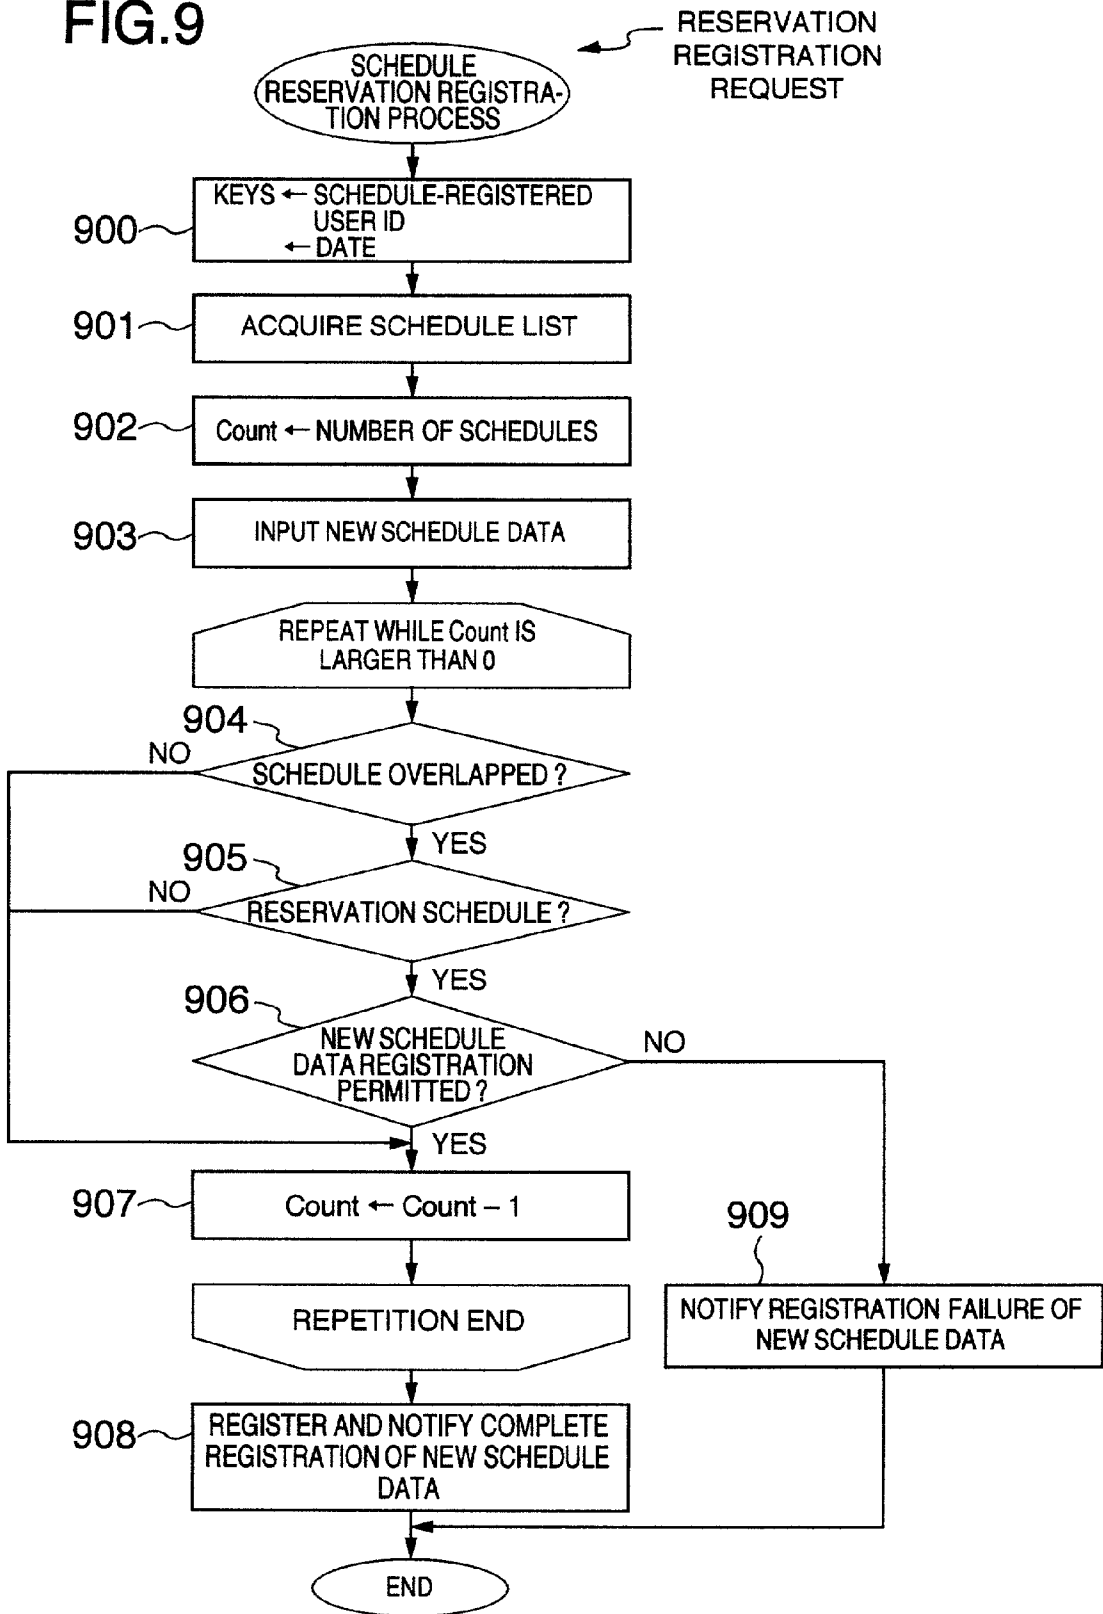 FIG.9
RESERVATION
REGISTRATION
REQUEST
SCHEDULE
RESERVATION REGISTRA-
TION PROCESS
900
KEYS ← SCHEDULE-REGISTERED
USER ID
← DATE
901
ACQUIRE SCHEDULE LIST
902
Count ← NUMBER OF SCHEDULES
903
INPUT NEW SCHEDULE DATA
REPEAT WHILE Count IS
LARGER THAN 0
904
NO
SCHEDULE OVERLAPPED ?
YES
905
NO
RESERVATION SCHEDULE ?
YES
906
NEW SCHEDULE
DATA REGISTRATION
PERMITTED ?
NO
YES
907
Count ← Count – 1
909
REPETITION END
NOTIFY REGISTRATION FAILURE OF
NEW SCHEDULE DATA
908
REGISTER AND NOTIFY COMPLETE
REGISTRATION OF NEW SCHEDULE
DATA
END